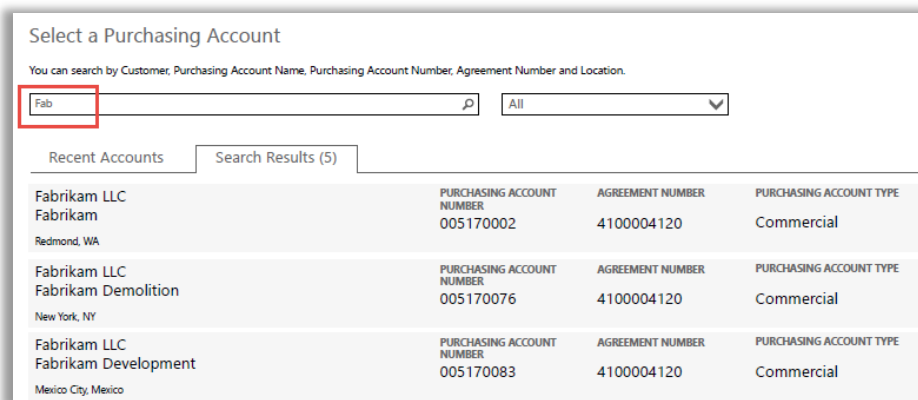 Select a Purchasing Account
You can search by Customer, Purchasing Account Name, Purchasing Account Number, Agreement Number and Location.
Fab All
Recent Accounts Search Results (5)
Fabrikam LLC
Fabrikam
Redmond, WA
PURCHASING ACCOUNT
NUMBER
005170002
AGREEMENT NUMBER
4100004120
PURCHASING ACCOUNT TYPE
Commercial
Fabrikam LLC
Fabrikam Demolition
New York, NY
PURCHASING ACCOUNT
NUMBER
005170076
AGREEMENT NUMBER
4100004120
PURCHASING ACCOUNT TYPE
Commercial
Fabrikam LLC
Fabrikam Development
Mexico City, Mexico
PURCHASING ACCOUNT
NUMBER
005170083
AGREEMENT NUMBER
4100004120
PURCHASING ACCOUNT TYPE
Commercial